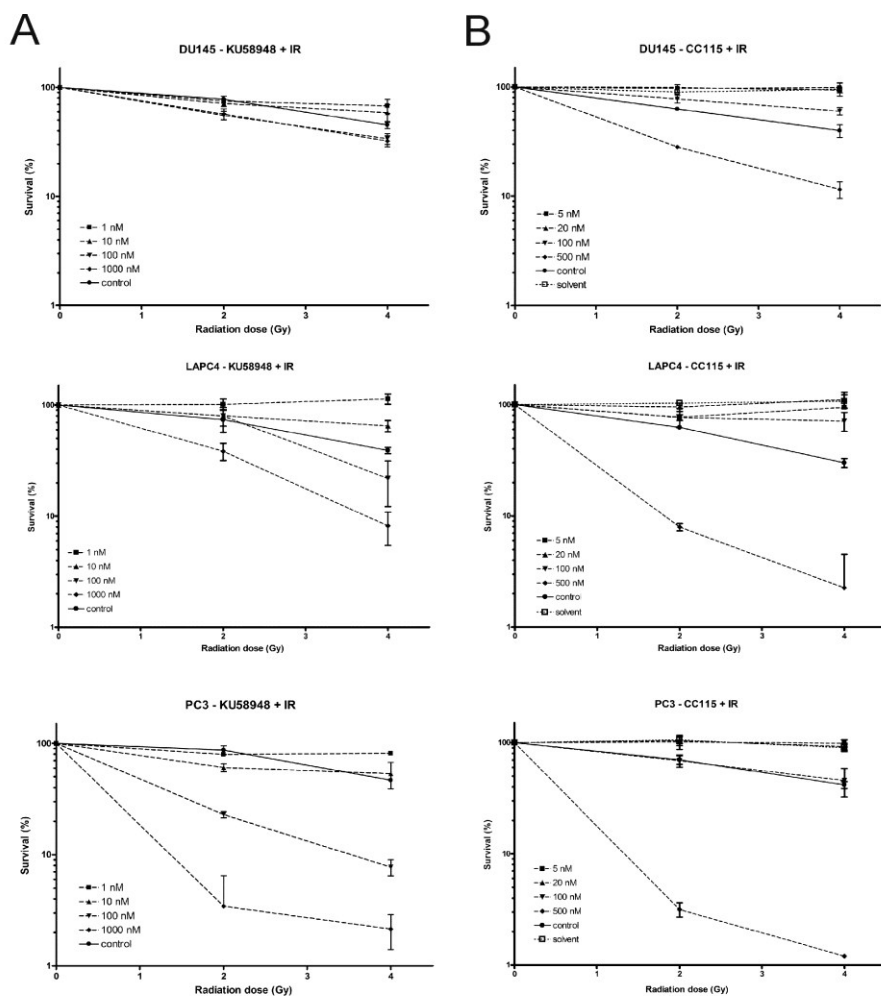 A
DU145 - KU58948 + IR
Survival (%)
100
10
1
0 1 2 3 4
Radiation dose (Gy)
1 nM
10 nM
100 nM
1000 nM
control
LAPC4 - KU58948 + IR
Survival (%)
100
10
1
0 1 2 3 4
Radiation dose (Gy)
1 nM
10 nM
100 nM
1000 nM
control
PC3 - KU58948 + IR
Survival (%)
100
10
1
0 1 2 3 4
Radiation dose (Gy)
1 nM
10 nM
100 nM
1000 nM
control
B
DU145 - CC115 + IR
Survival (%)
100
10
1
0 1 2 3 4
Radiation dose (Gy)
5 nM
20 nM
100 nM
500 nM
control
solvent
LAPC4 - CC115 + IR
Survival (%)
100
10
1
0 1 2 3 4
Radiation dose (Gy)
5 nM
20 nM
100 nM
500 nM
control
solvent
PC3 - CC115 + IR
Survival (%)
100
10
1
0 1 2 3 4
Radiation dose (Gy)
5 nM
20 nM
100 nM
500 nM
control
solvent